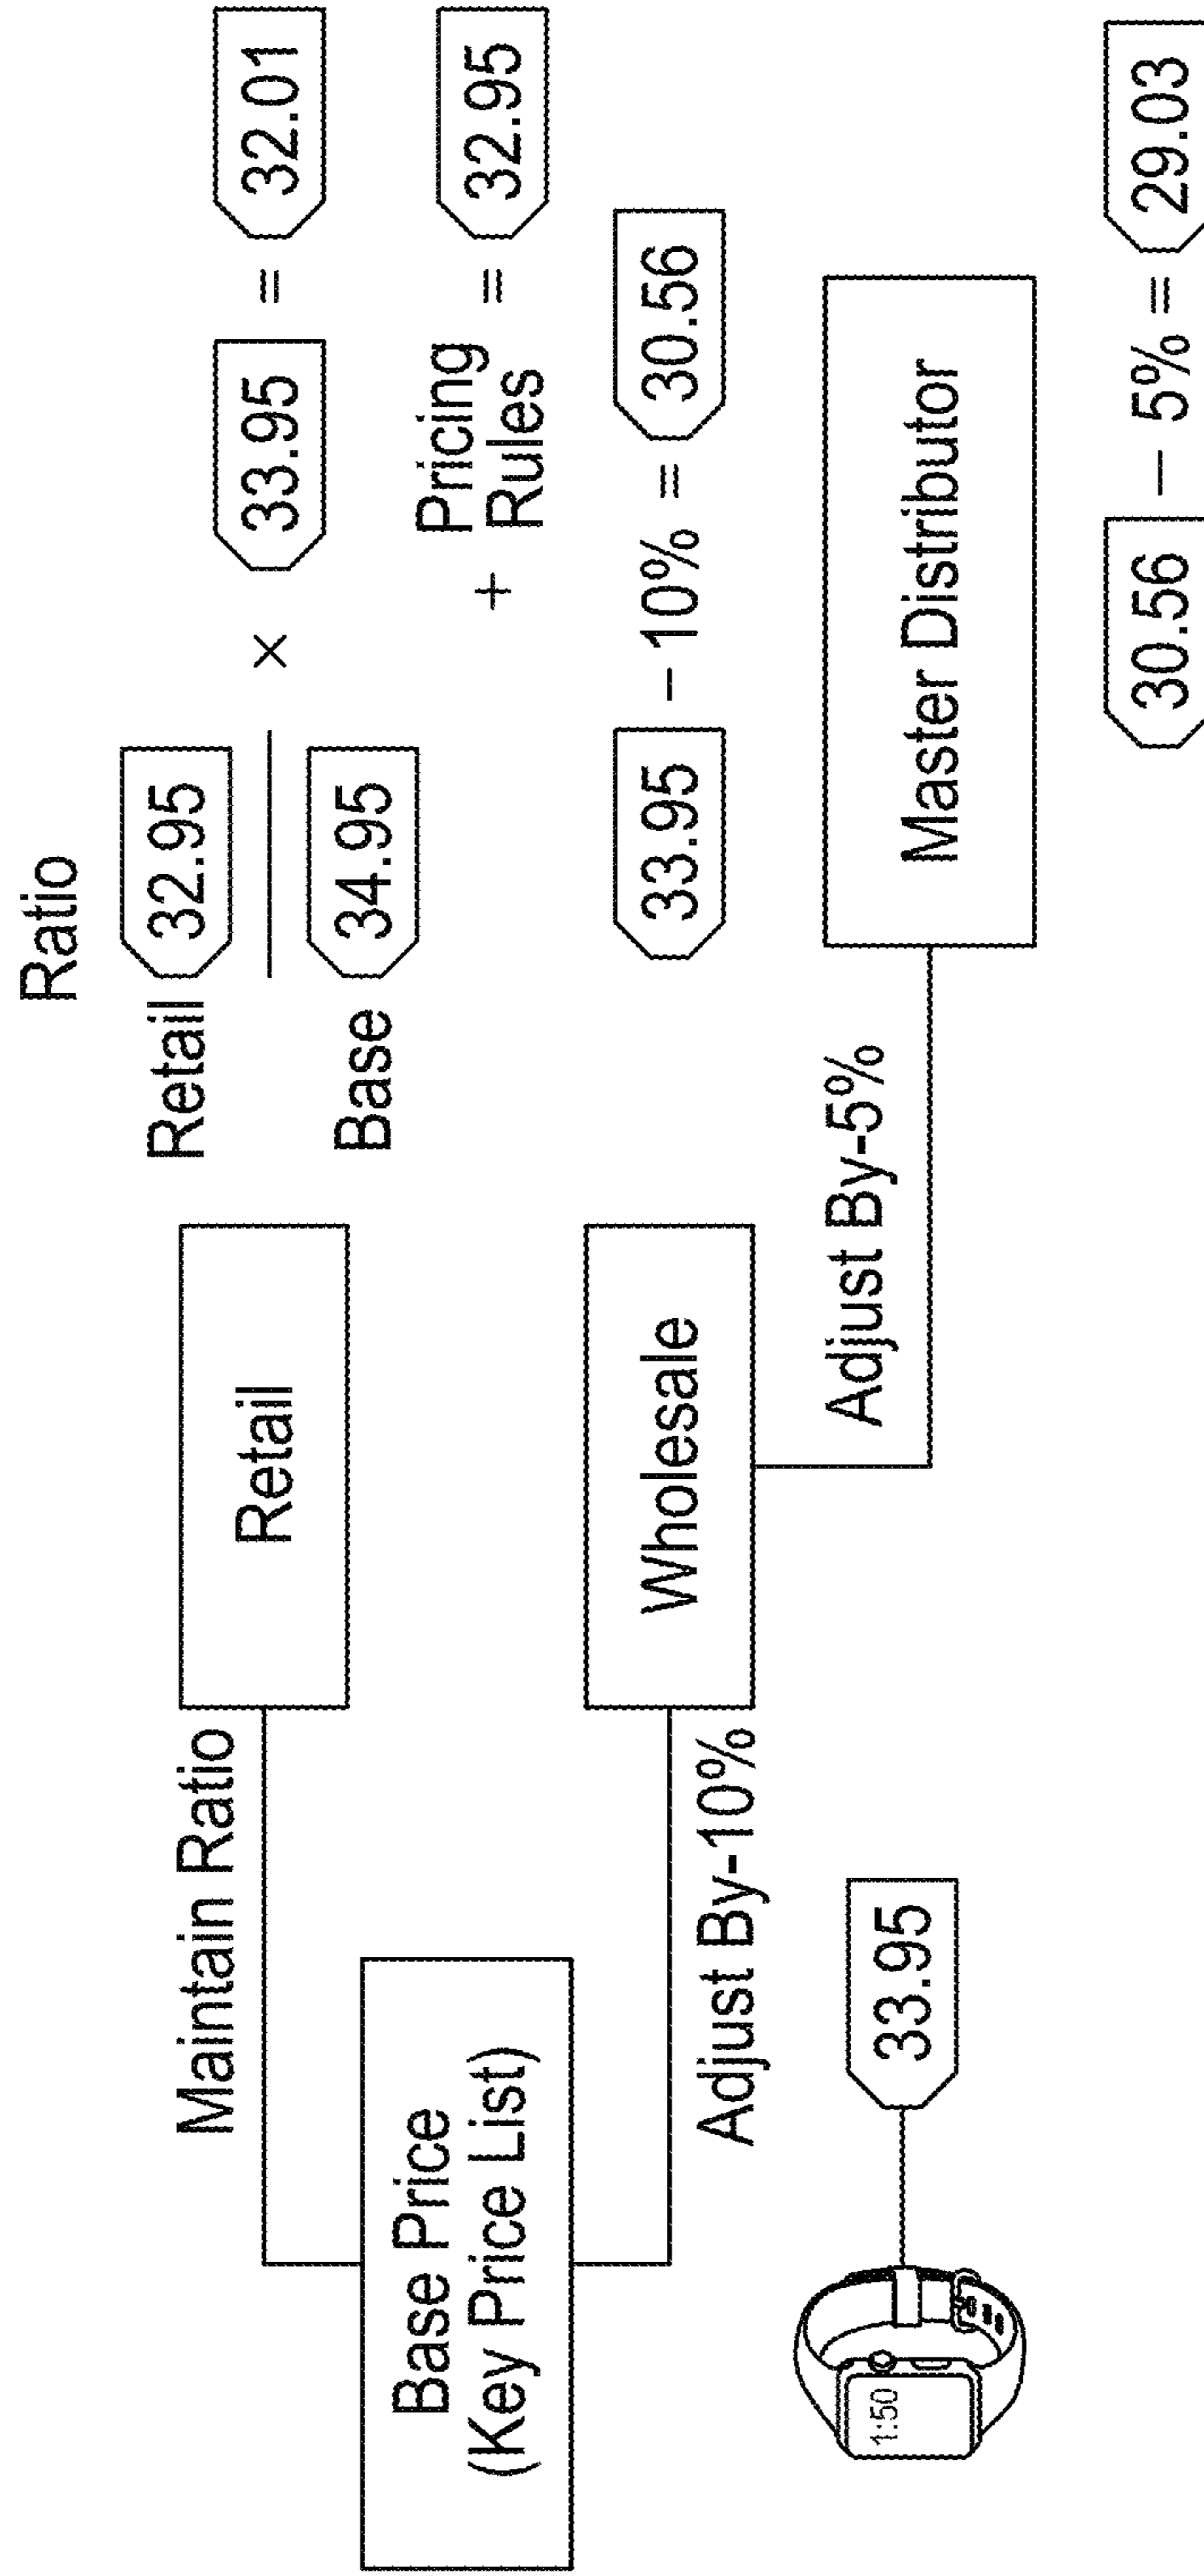 Ratio
Maintain Ratio
Retail
Retail 32.95 × 33.95 = 32.01
Base 34.95
+ Pricing Rules = 32.95
Base Price
(Key Price List)
Wholesale
33.95 − 10% = 30.56
Adjust By-10%
Adjust By-5%
Master Distributor
1:50
33.95
30.56 − 5% = 29.03